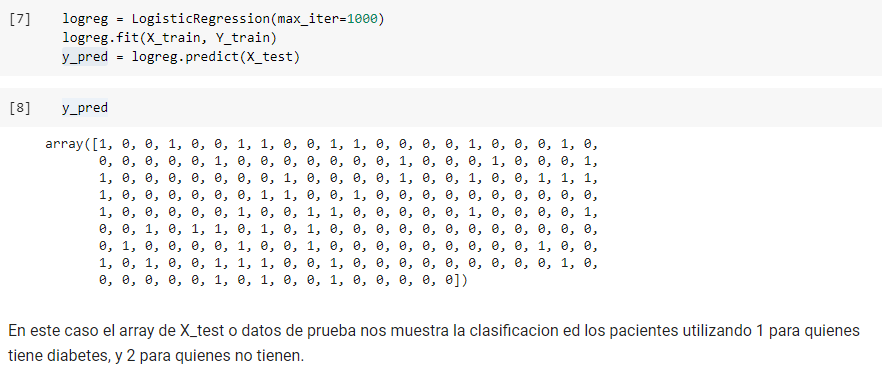 [7] logreg = LogisticRegression(max_iter=1000)
logreg.fit(X_train, Y_train)
y_pred = logreg.predict(X_test)
[8] y_pred
array([1, 0, 0, 1, 0, 0, 1, 1, 0, 0, 1, 1, 0, 0, 0, 0, 1, 0, 0, 0, 1, 0,
0, 0, 0, 0, 0, 1, 0, 0, 0, 0, 0, 0, 0, 1, 0, 0, 0, 1, 0, 0, 0, 1,
1, 0, 0, 0, 0, 0, 0, 0, 1, 0, 0, 0, 0, 1, 0, 0, 1, 0, 0, 1, 1, 1,
1, 0, 0, 0, 0, 0, 0, 1, 1, 0, 0, 1, 0, 0, 0, 0, 0, 0, 0, 0, 0, 0,
1, 0, 0, 0, 0, 0, 1, 0, 0, 1, 1, 0, 0, 0, 0, 0, 1, 0, 0, 0, 0, 1,
0, 0, 1, 0, 1, 1, 0, 1, 0, 1, 0, 0, 0, 0, 0, 0, 0, 0, 0, 0, 0, 0,
0, 1, 0, 0, 0, 0, 1, 0, 0, 1, 0, 0, 0, 0, 0, 0, 0, 0, 0, 1, 0, 0,
1, 0, 1, 0, 0, 1, 1, 1, 0, 0, 1, 0, 0, 0, 0, 0, 0, 0, 0, 0, 1, 0,
0, 0, 0, 0, 0, 1, 0, 1, 0, 0, 1, 0, 0, 0, 0, 0])
En este caso el array de X_test o datos de prueba nos muestra la clasificacion ed los pacientes utilizando 1 para quienes
tiene diabetes, y 2 para quienes no tienen.